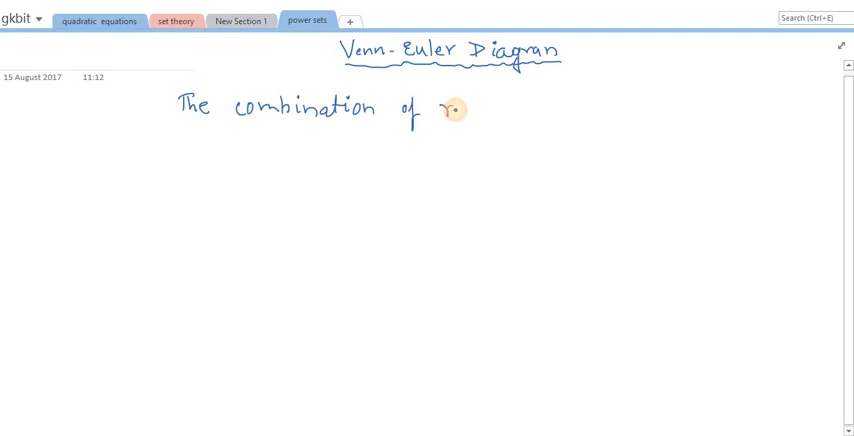 gkbit
quadratic equations
set theory
New Section 1
power sets
Search (Ctrl+E)
Venn-Euler Diagram
15 August 2017 11:12
The combination of